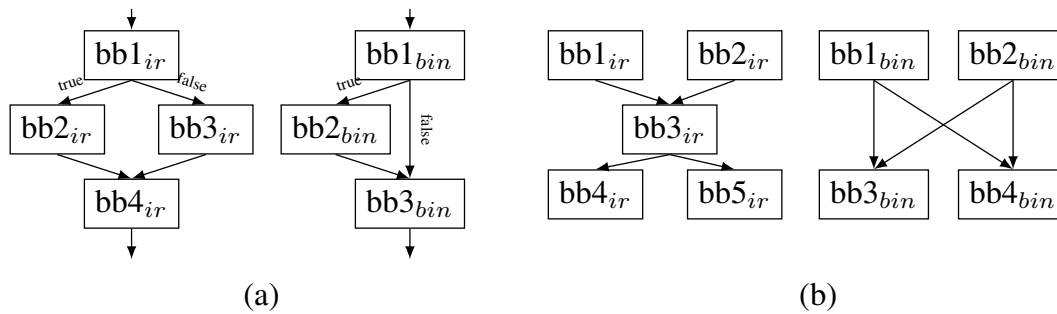 bb1ir
true
false
bb2ir
bb3ir
bb4ir
bb1bin
true
false
bb2bin
bb3bin
(a)
bb1ir
bb2ir
bb3ir
bb4ir
bb5ir
bb1bin
bb2bin
bb3bin
bb4bin
(b)